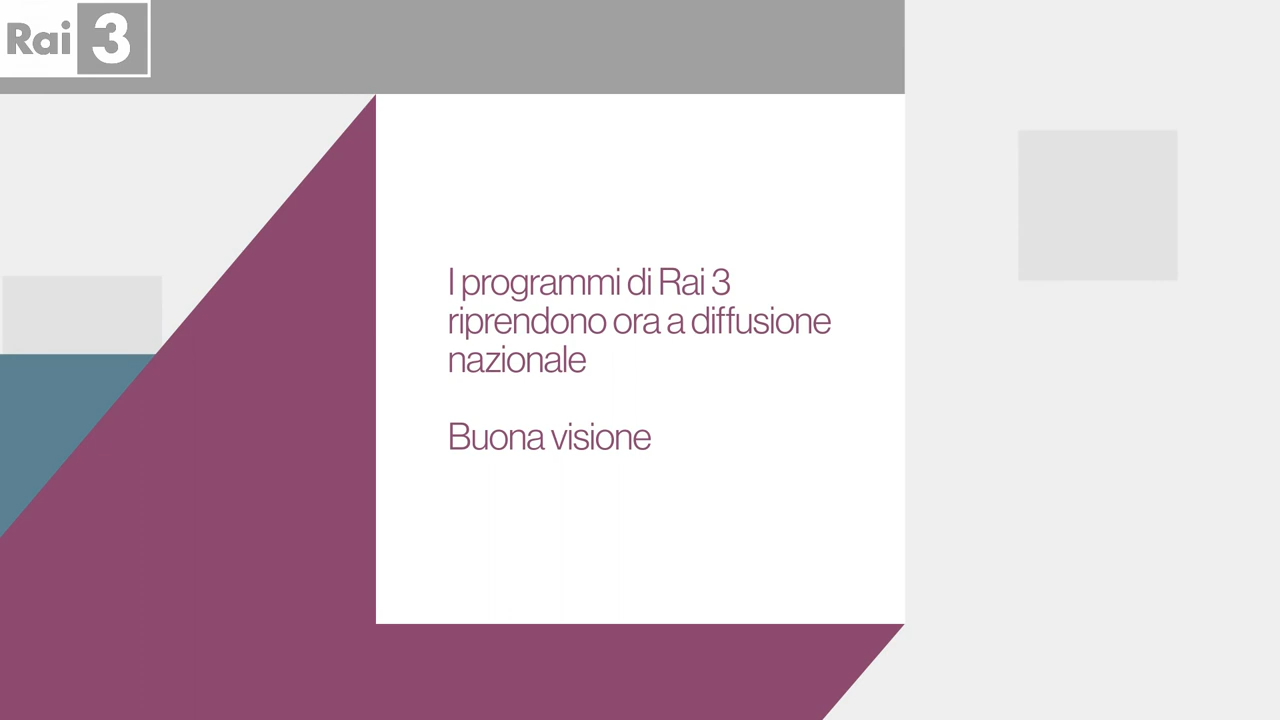 Rai 3
I programmi di Rai 3
riprendono ora a diffusione
nazionale
Buona visione